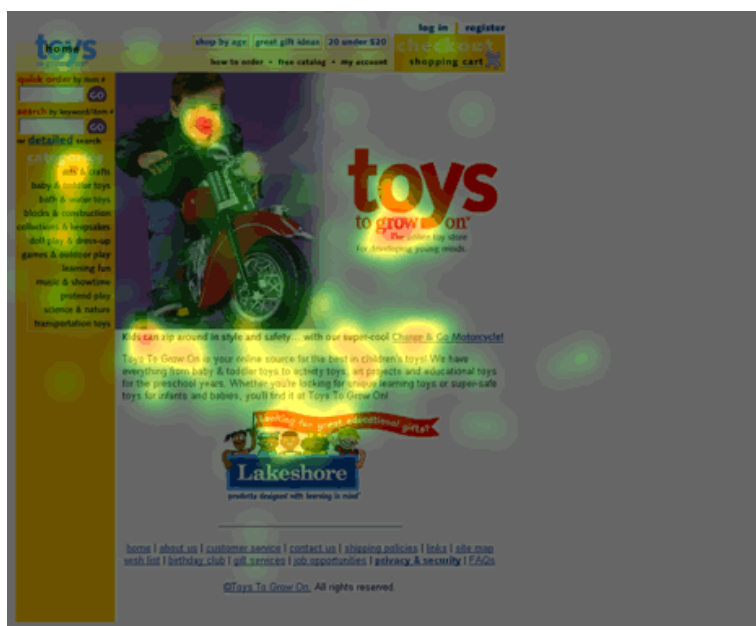 log in | register
toys
home
shop by age | great gift ideas | 20 under $20
checkout
how to order • free catalog • my account
shopping cart
quick order by item #
GO
search by keyword/item #
GO
or detailed search
categories
arts & crafts
baby & toddler toys
bath & water toys
blocks & construction
collections & keepsakes
doll play & dress-up
games & outdoor play
learning fun
music & showtime
pretend play
science & nature
transportation toys
toys
to grow on
The online toy store
for developing young minds.
Kids can zip around in style and safety... with our super-cool Charge & Go Motorcycle!
Toys To Grow On is your online source for the best in children's toys! We have
everything from baby & toddler toys to activity toys, art projects and educational toys
for the preschool years. Whether you're looking for unique learning toys or super-safe
toys for infants and babies, you'll find it at Toys To Grow On!
Looking for great educational gifts?
Lakeshore
products designed with learning in mind
home | about us | customer service | contact us | shipping policies | links | site map
wish list | birthday club | gift services | job opportunities | privacy & security | FAQs
©Toys To Grow On. All rights reserved.